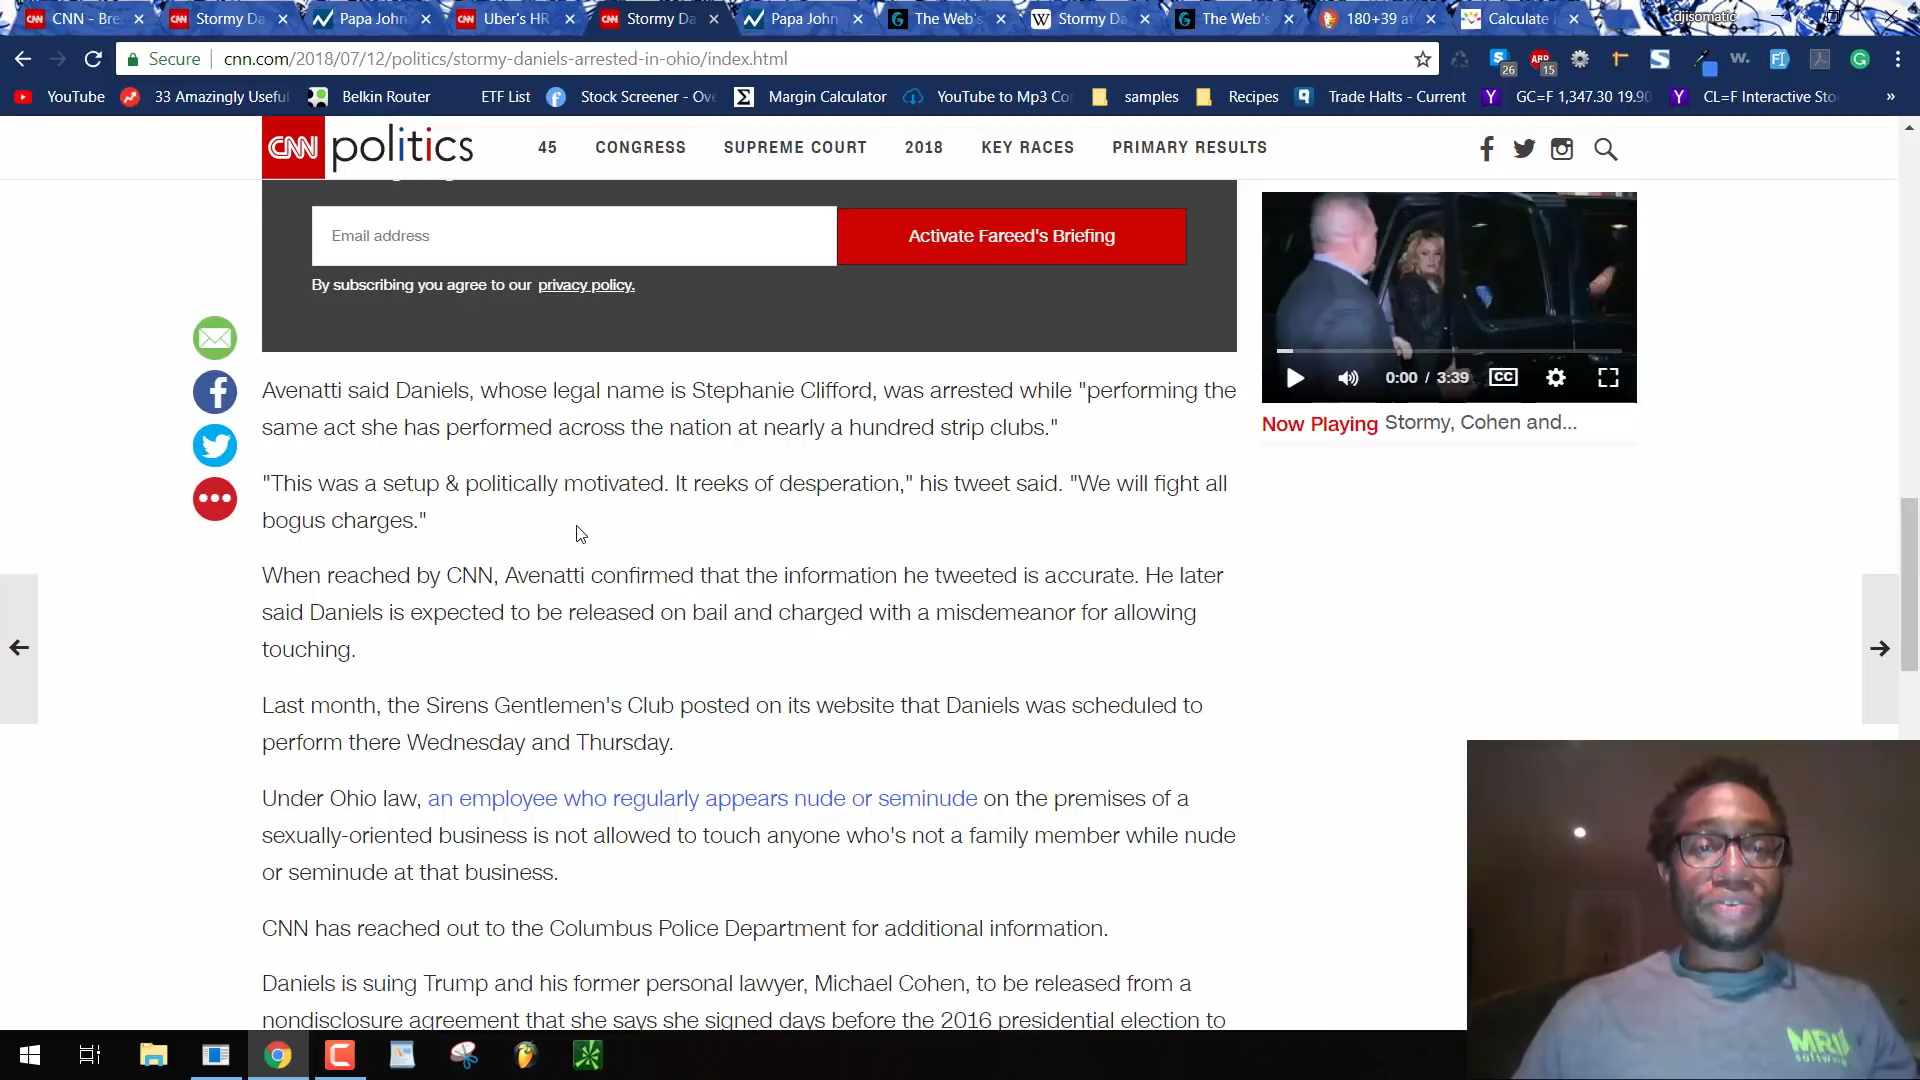 CNN - Bre
Stormy Da
Papa John
Uber's HR
Stormy Da
Papa John
The Web's
Stormy Da
The Web's
180+39 a
Calculate
djisomatic
Secure
cnn.com/2018/07/12/politics/stormy-daniels-arrested-in-ohio/index.html
26
ABP
15
YouTube
33 Amazingly Useful
Belkin Router
ETF List
Stock Screener - Ov
Margin Calculator
YouTube to Mp3 Co
samples
Recipes
Trade Halts - Current
GC=F 1,347.30 19.90
CL=F Interactive Sto
»
CNN politics
45
CONGRESS
SUPREME COURT
2018
KEY RACES
PRIMARY RESULTS
Email address
Activate Fareed's Briefing
By subscribing you agree to our privacy policy.
0:00 / 3:39
CC
Now Playing Stormy, Cohen and...
Avenatti said Daniels, whose legal name is Stephanie Clifford, was arrested while "performing the
same act she has performed across the nation at nearly a hundred strip clubs."
"This was a setup & politically motivated. It reeks of desperation," his tweet said. "We will fight all
bogus charges."
When reached by CNN, Avenatti confirmed that the information he tweeted is accurate. He later
said Daniels is expected to be released on bail and charged with a misdemeanor for allowing
touching.
Last month, the Sirens Gentlemen's Club posted on its website that Daniels was scheduled to
perform there Wednesday and Thursday.
Under Ohio law, an employee who regularly appears nude or seminude on the premises of a
sexually-oriented business is not allowed to touch anyone who's not a family member while nude
or seminude at that business.
CNN has reached out to the Columbus Police Department for additional information.
Daniels is suing Trump and his former personal lawyer, Michael Cohen, to be released from a
nondisclosure agreement that she says she signed days before the 2016 presidential election to
MRI
software